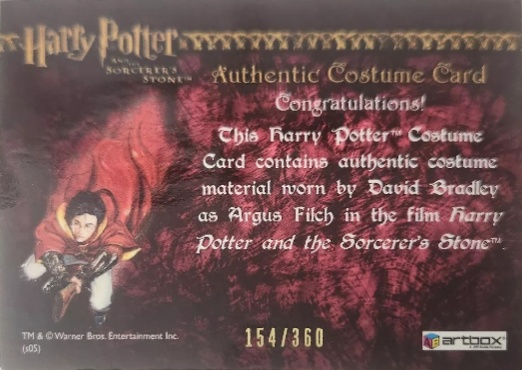 Harry Potter
AND THE
SORCERER'S
STONE™
Authentic Costume Card
Congratulations!
This Harry Potter™ Costume
Card contains authentic costume
material worn by David Bradley
as Argus Filch in the film Harry
Potter and the Sorcerer's Stone™.
TM & © Warner Bros. Entertainment Inc.
(s05)
154/360
artbox